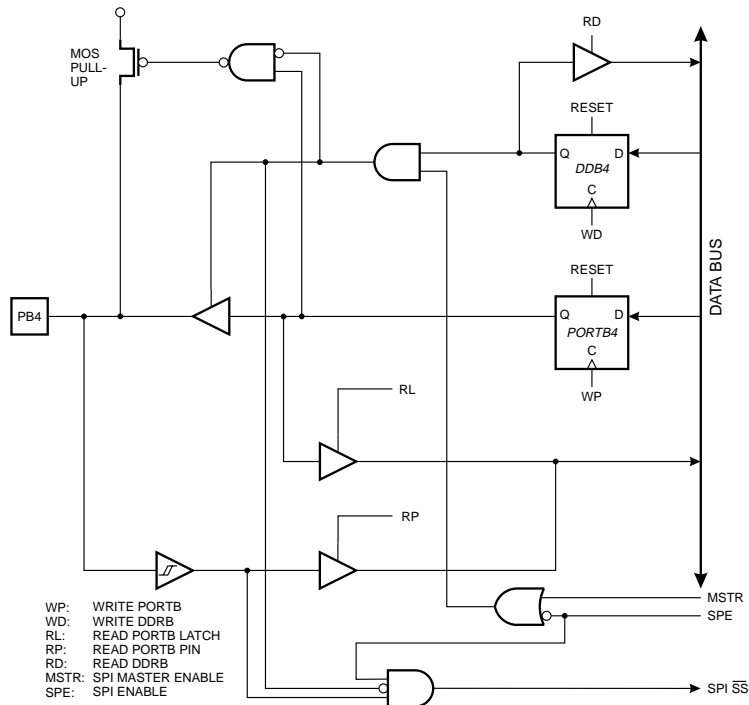 RD
MOS
PULL-
UP
RESET
Q
D
DDB4
C
WD
RESET
DATA BUS
PB4
Q
D
PORTB4
C
WP
RL
RP
WP: WRITE PORTB
WD: WRITE DDRB
RL: READ PORTB LATCH
RP: READ PORTB PIN
RD: READ DDRB
MSTR: SPI MASTER ENABLE
SPE: SPI ENABLE
MSTR
SPE
SPI S̅S̅